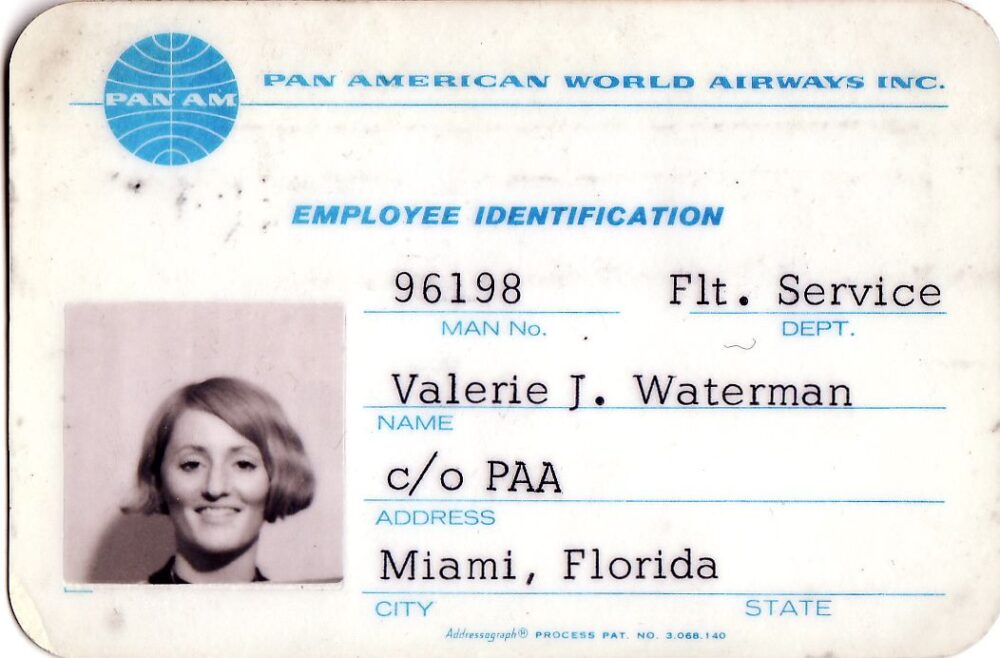 PAN AM
PAN AMERICAN WORLD AIRWAYS INC.
EMPLOYEE IDENTIFICATION
96198 Flt. Service
MAN No. DEPT.
Valerie J. Waterman
NAME
c/o PAA
ADDRESS
Miami, Florida
CITY STATE
Addressograph® PROCESS PAT. NO. 3.068.140